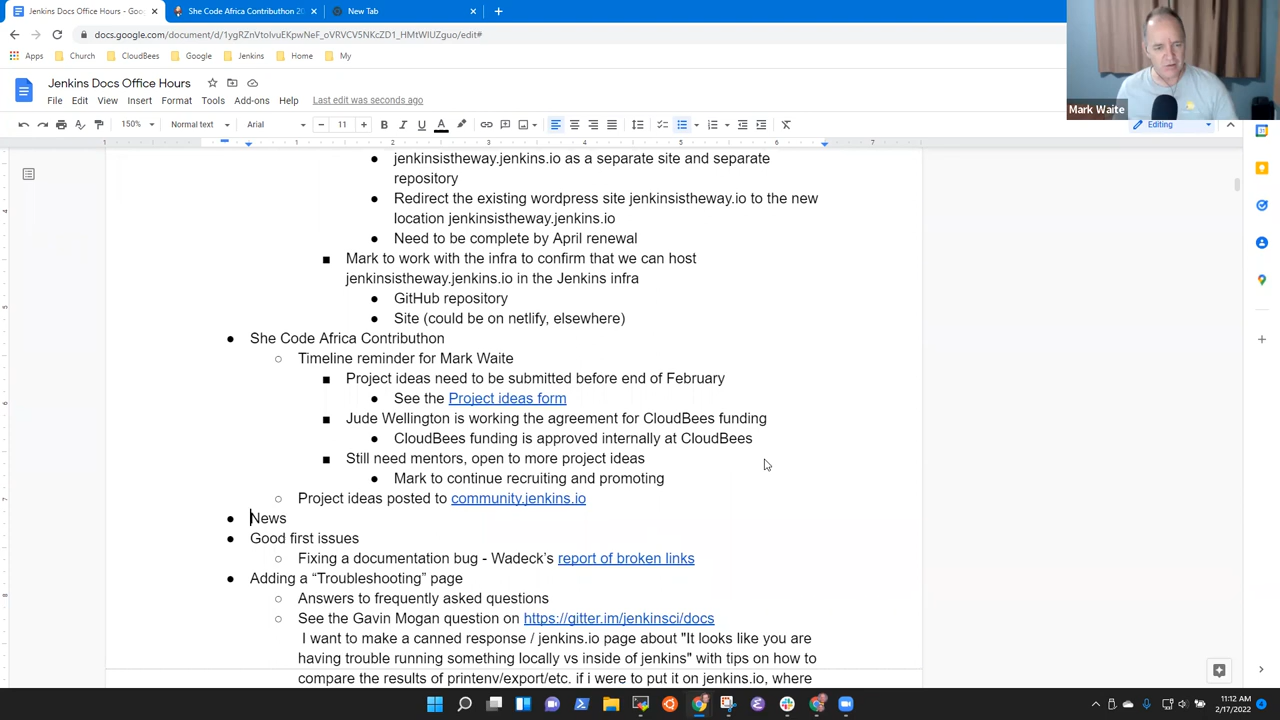 Jenkins Docs Office Hours - Goo
She Code Africa Contributhon 20
New Tab
docs.google.com/document/d/1ygRZnVtoIvuEKpwNeF_oVRVCV5NKcZD1_HMtWIUZguo/edit#
Apps Church CloudBees Google Jenkins Home My
Jenkins Docs Office Hours
File Edit View Insert Format Tools Add-ons Help Last edit was seconds ago
150% Normal text Arial 11 Editing
Mark Waite
1 1 2 3 4 5 6 7
jenkinsistheway.jenkins.io as a separate site and separate
repository
Redirect the existing wordpress site jenkinsistheway.io to the new
location jenkinsistheway.jenkins.io
Need to be complete by April renewal
Mark to work with the infra to confirm that we can host
jenkinsistheway.jenkins.io in the Jenkins infra
GitHub repository
Site (could be on netlify, elsewhere)
She Code Africa Contributhon
Timeline reminder for Mark Waite
Project ideas need to be submitted before end of February
See the Project ideas form
Jude Wellington is working the agreement for CloudBees funding
CloudBees funding is approved internally at CloudBees
Still need mentors, open to more project ideas
Mark to continue recruiting and promoting
Project ideas posted to community.jenkins.io
News
Good first issues
Fixing a documentation bug - Wadeck’s report of broken links
Adding a “Troubleshooting” page
Answers to frequently asked questions
See the Gavin Mogan question on https://gitter.im/jenkinsci/docs
I want to make a canned response / jenkins.io page about "It looks like you are
having trouble running something locally vs inside of jenkins" with tips on how to
compare the results of printenv/export/etc. if i were to put it on jenkins.io, where
11:12 AM
2/17/2022